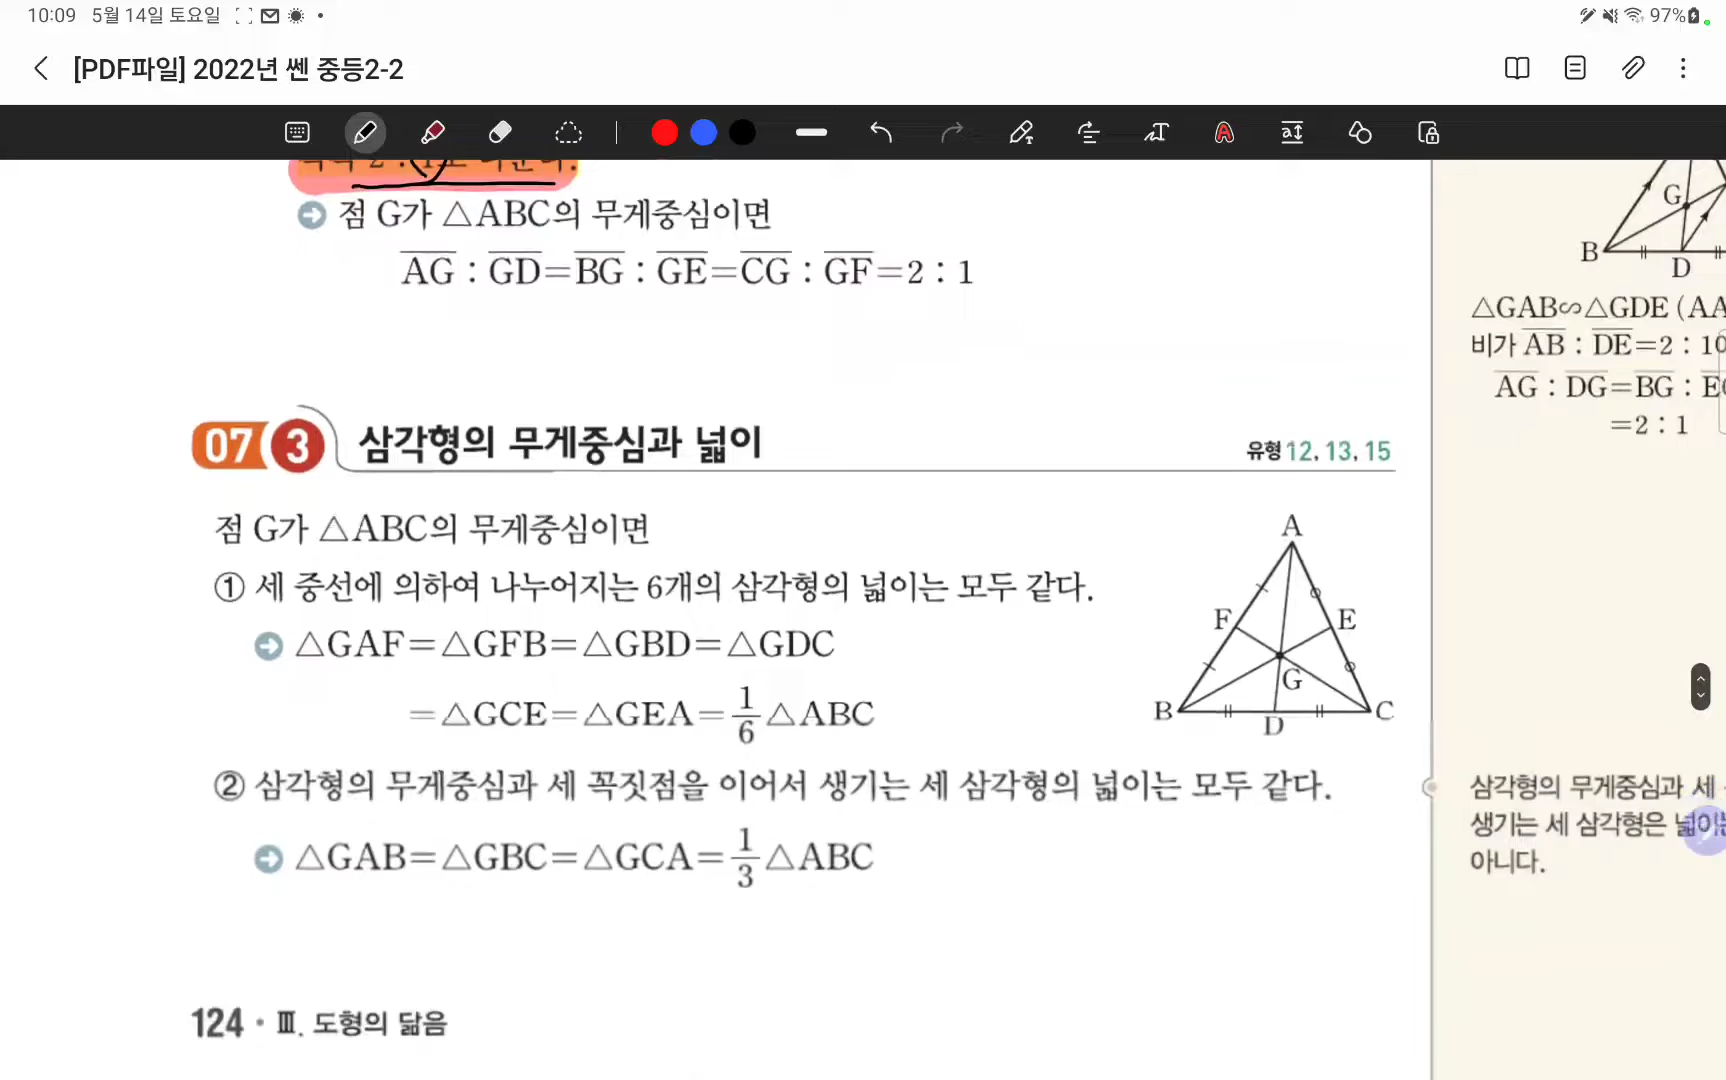 10:09 5월 14일 토요일
97%
[PDF파일] 2022년 쎈 중등2-2
점 G가 △ABC의 무게중심이면
AG : GD=BG : GE=CG : GF=2 : 1
07 3 삼각형의 무게중심과 넓이
유형 12, 13, 15
점 G가 △ABC의 무게중심이면
① 세 중선에 의하여 나누어지는 6개의 삼각형의 넓이는 모두 같다.
△GAF=△GFB=△GBD=△GDC
=△GCE=△GEA=1/6△ABC
② 삼각형의 무게중심과 세 꼭짓점을 이어서 생기는 세 삼각형의 넓이는 모두 같다.
△GAB=△GBC=△GCA=1/3△ABC
A
F
E
G
B
D
C
124 · Ⅲ. 도형의 닮음
G
B
D
△GAB∽△GDE (AA
비가 AB : DE=2 : 1
AG : DG=BG : E
=2 : 1
삼각형의 무게중심과 세
생기는 세 삼각형은
아니다.